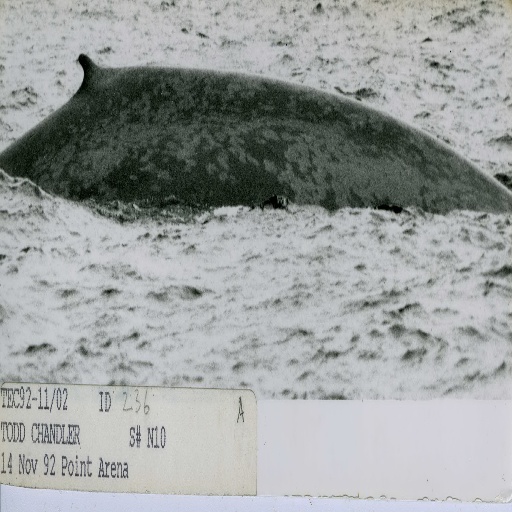 TEC92-11/02 ID 236 A
TODD CHANDLER S# N10
14 Nov 92 Point Arena